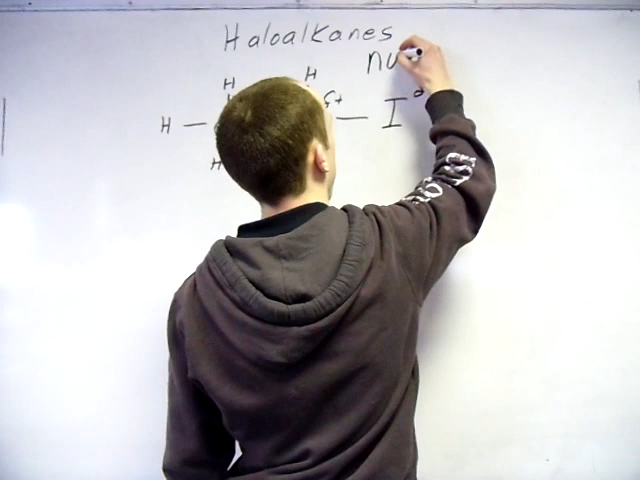 Haloalkanes
nu
H H
H — δ+ — I δ
H